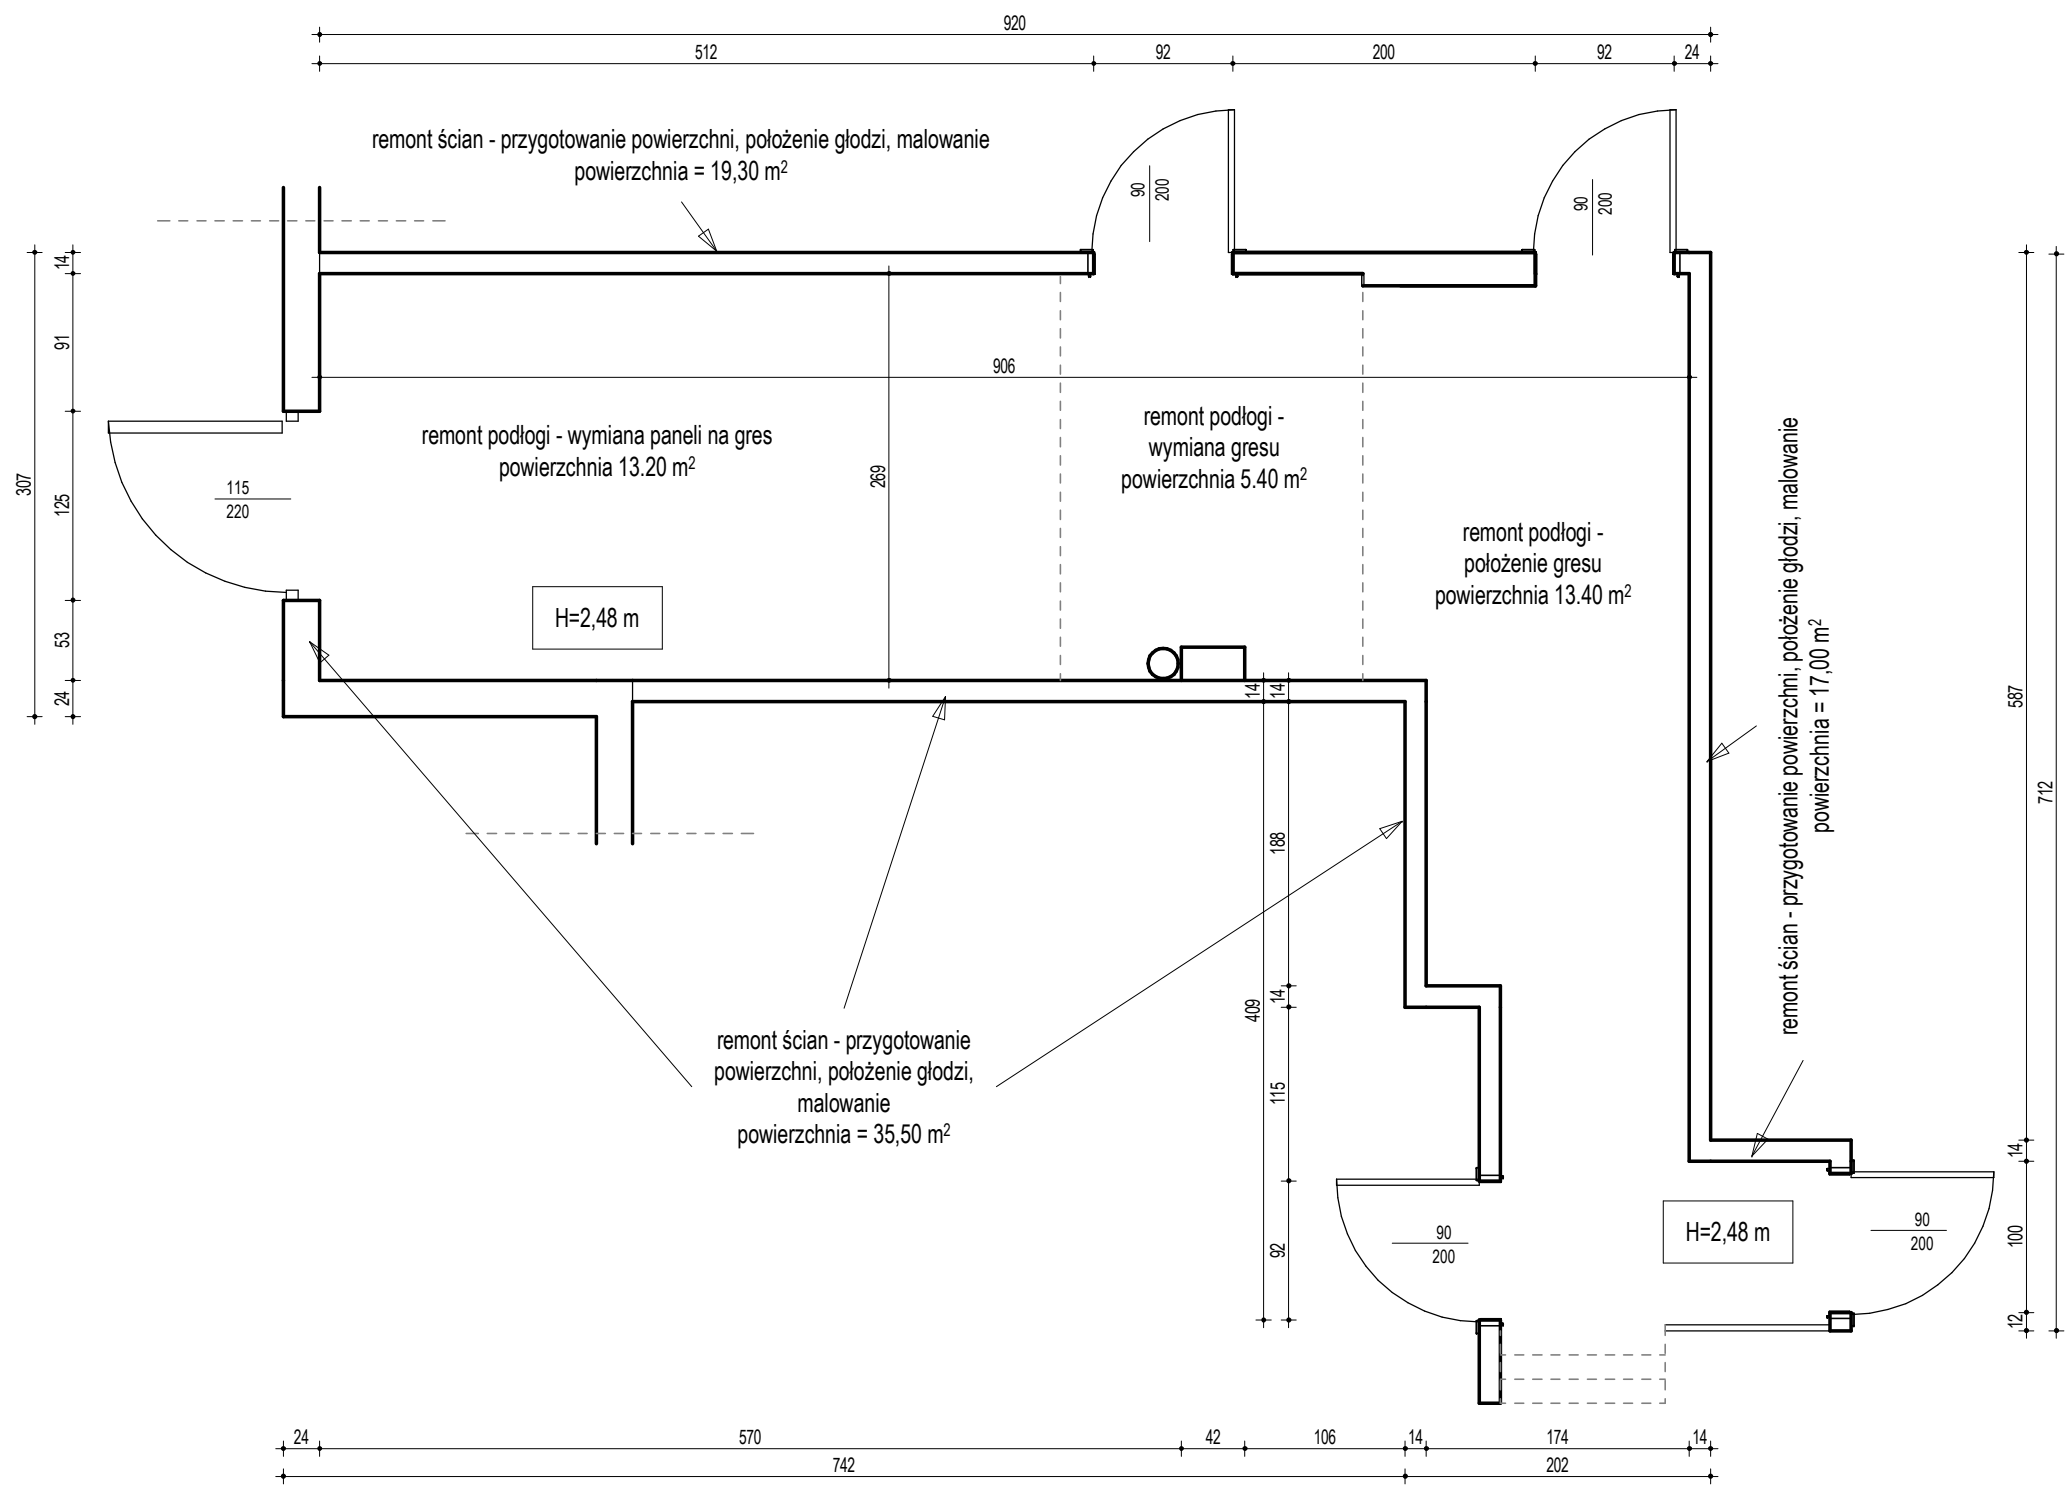 920
512
92
200
92
24
remont ścian - przygotowanie powierzchni, położenie głodzi, malowanie
powierzchnia = 19,30 m²
90
200
90
200
307
14
91
125
53
24
115
220
906
269
remont podłogi - wymiana paneli na gres
powierzchnia 13.20 m²
remont podłogi -
wymiana gresu
powierzchnia 5.40 m²
remont podłogi -
położenie gresu
powierzchnia 13.40 m²
H=2,48 m
remont ścian - przygotowanie powierzchni, położenie głodzi, malowanie
powierzchnia = 17,00 m²
587
712
14
100
12
14
14
188
14
409
115
92
remont ścian - przygotowanie
powierzchni, położenie głodzi,
malowanie
powierzchnia = 35,50 m²
90
200
H=2,48 m
90
200
24
570
42
106
14
174
14
742
202